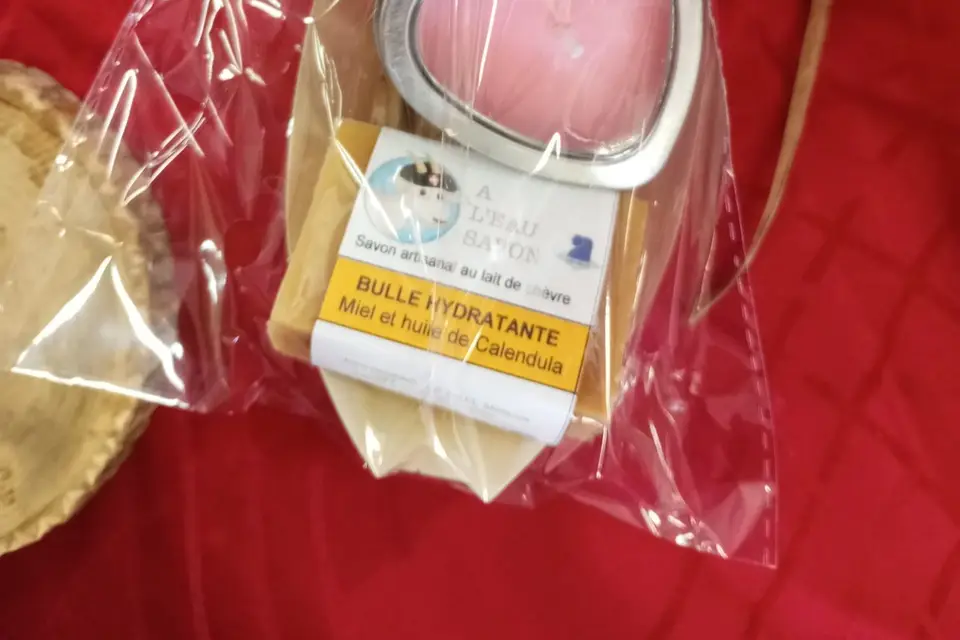 A
L'EAU
SAVON
Savon artisanal au lait de chèvre
BULLE HYDRATANTE
Miel et huile de Calendula